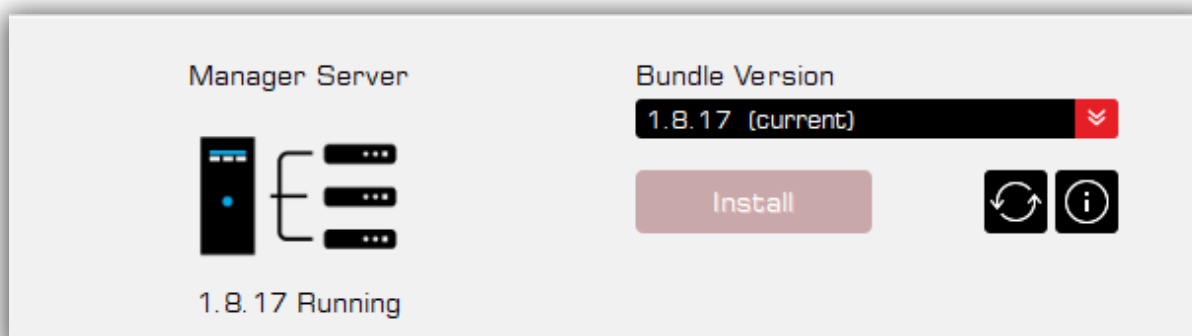 Manager Server
Bundle Version
1.8.17 (current)
Install
1.8.17 Running